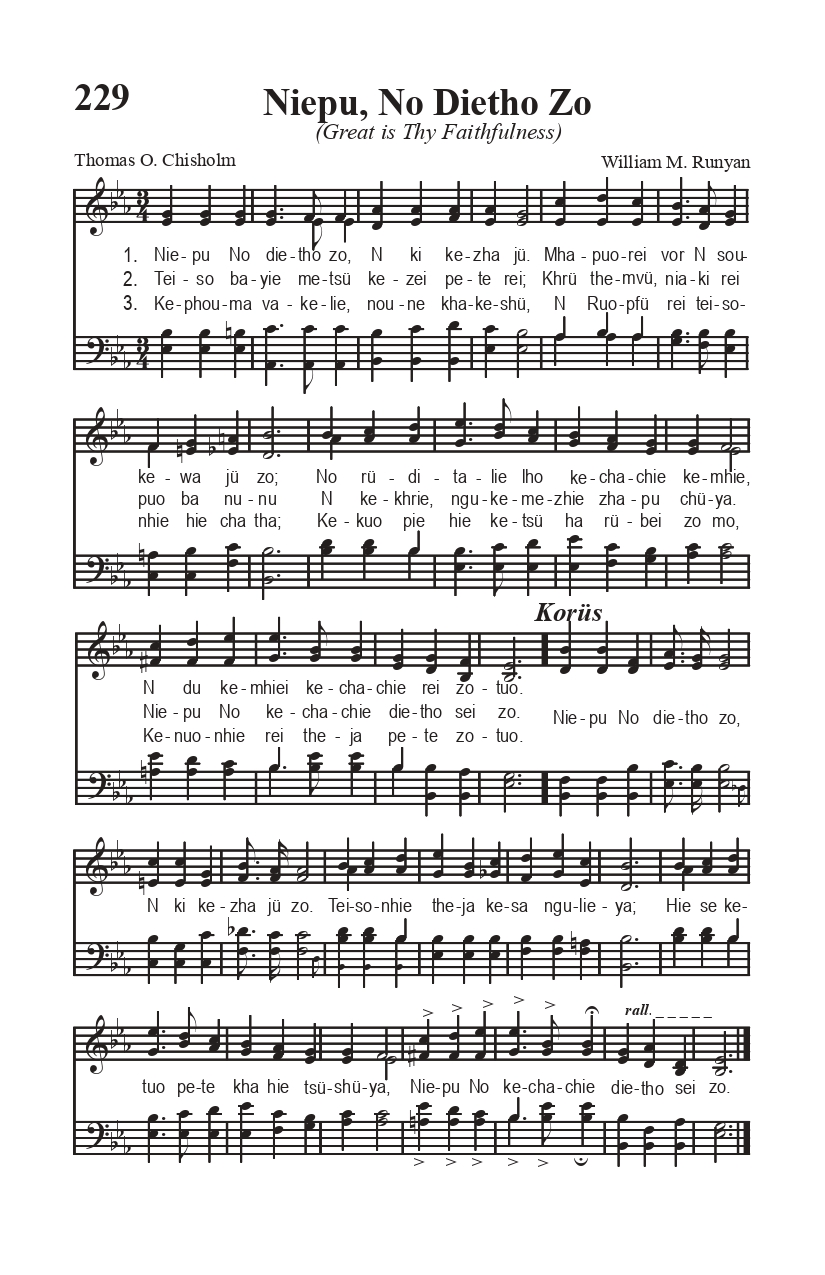 229
Niepu, No Dietho Zo
(Great is Thy Faithfulness)
Thomas O. Chisholm
William M. Runyan
1. Nie-pu No die-tho zo, N ki ke-zha jü. Mha-puo-rei vor N sou-
2. Tei-so ba-yie me-tsü ke-zei pe-te rei; Khrü the-mvü, nia-ki rei
3. Ke-phou-ma va-ke-lie, nou-ne kha-ke-shü, N Ruo-pfü rei tei-so-
ke-wa jü zo; No rü-di-ta-lie lho ke-cha-chie ke-mhie,
puo ba nu-nu N ke-khrie, ngu-ke-me-zhie zha-pu chü-ya.
nhie hie cha tha; Ke-kuo pie hie ke-tsü ha rü-bei zo mo,
Korüs
N du ke-mhiei ke-cha-chie rei zo-tuo.
Nie-pu No ke-cha-chie die-tho sei zo. Nie-pu No die-tho zo,
Ke-nuo-nhie rei the-ja pe-te zo-tuo.
N ki ke-zha jü zo. Tei-so-nhie the-ja ke-sa ngu-lie-ya; Hie se ke-
rall. _ _ _ _ _
tuo pe-te kha hie tsü-shü-ya, Nie-pu No ke-cha-chie die-tho sei zo.